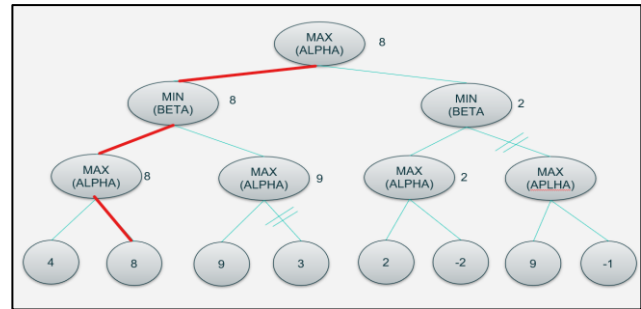 MAX
(ALPHA)
8
MIN
(BETA)
8
MIN
(BETA
2
MAX
(ALPHA)
8
MAX
(ALPHA)
9
MAX
(ALPHA)
2
MAX
(APLHA)
4
8
9
3
2
-2
9
-1